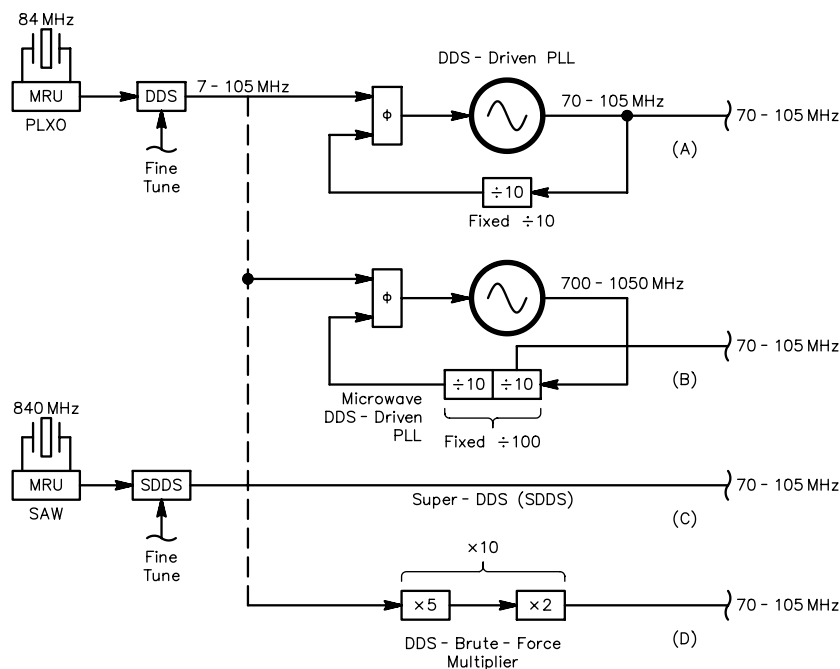 84 MHz
MRU
PLXO
DDS
Fine
Tune
7 - 105 MHz
DDS - Driven PLL
Φ
70 - 105 MHz
70 - 105 MHz
(A)
÷10
Fixed ÷10
Φ
700 - 1050 MHz
70 - 105 MHz
(B)
÷10
÷10
Microwave
DDS - Driven
PLL
Fixed ÷100
840 MHz
MRU
SAW
SDDS
Fine
Tune
Super - DDS (SDDS)
70 - 105 MHz
(C)
×10
×5
×2
70 - 105 MHz
(D)
DDS - Brute - Force
Multiplier